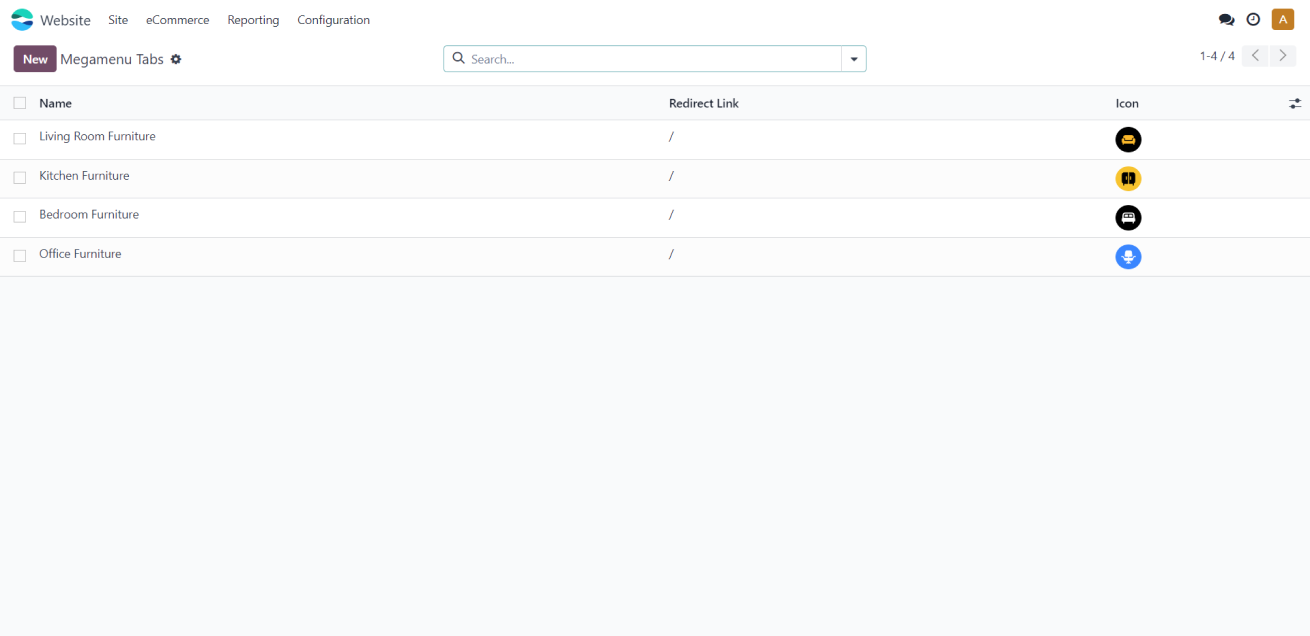 Website Site eCommerce Reporting Configuration A
New Megamenu Tabs Search... 1-4 / 4
Name Redirect Link Icon
Living Room Furniture /
Kitchen Furniture /
Bedroom Furniture /
Office Furniture /